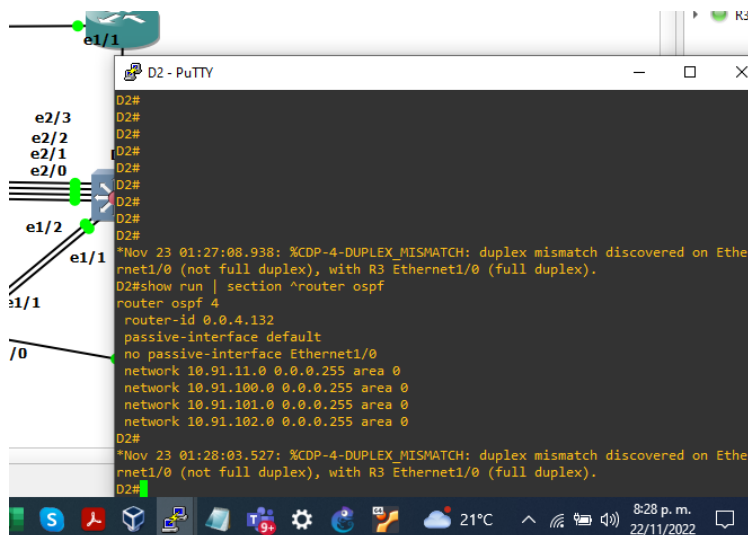 e1/1
R3
D2 - PuTTY
e2/3
e2/2
e2/1
e2/0
e1/2
e1/1
e1/1
/0
D2#
D2#
D2#
D2#
D2#
D2#
D2#
D2#
D2#
*Nov 23 01:27:08.938: %CDP-4-DUPLEX_MISMATCH: duplex mismatch discovered on Ethe
rnet1/0 (not full duplex), with R3 Ethernet1/0 (full duplex).
D2#show run | section ^router ospf
router ospf 4
router-id 0.0.4.132
passive-interface default
no passive-interface Ethernet1/0
network 10.91.11.0 0.0.0.255 area 0
network 10.91.100.0 0.0.0.255 area 0
network 10.91.101.0 0.0.0.255 area 0
network 10.91.102.0 0.0.0.255 area 0
D2#
*Nov 23 01:28:03.527: %CDP-4-DUPLEX_MISMATCH: duplex mismatch discovered on Ethe
rnet1/0 (not full duplex), with R3 Ethernet1/0 (full duplex).
D2#
9+
21°C
8:28 p. m.
22/11/2022